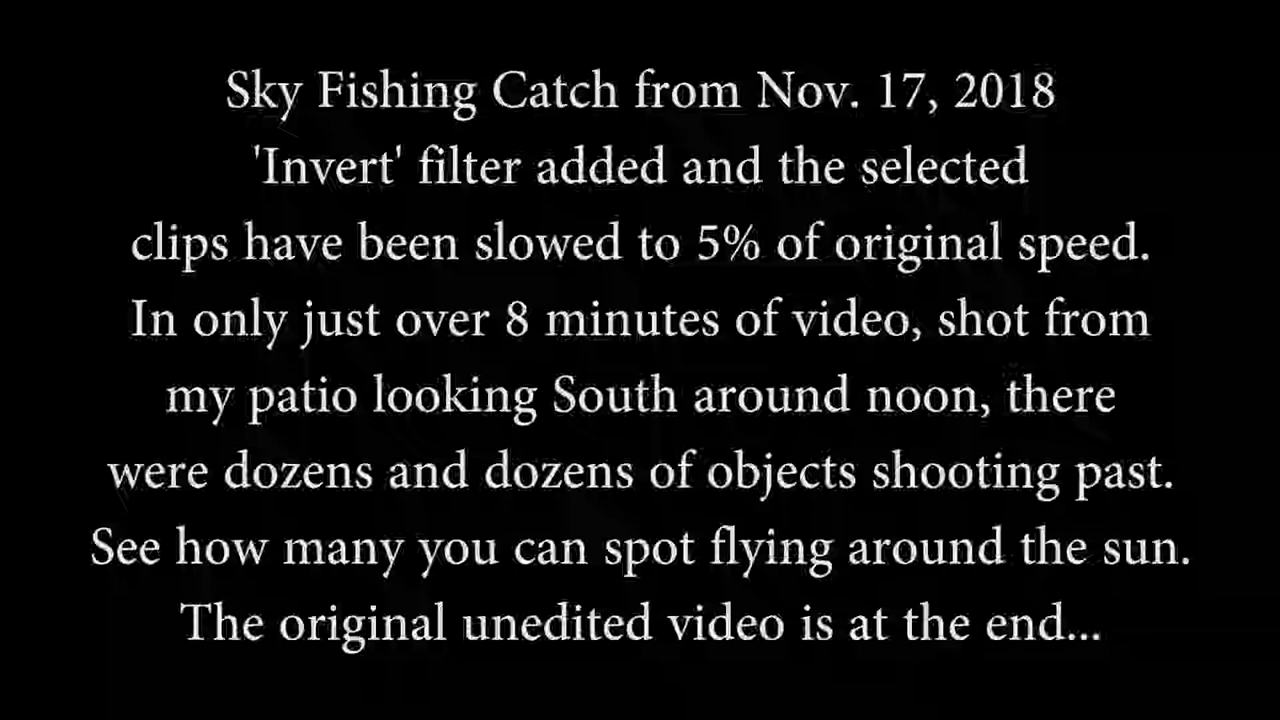 Sky Fishing Catch from Nov. 17, 2018
'Invert' filter added and the selected
clips have been slowed to 5% of original speed.
In only just over 8 minutes of video, shot from
my patio looking South around noon, there
were dozens and dozens of objects shooting past.
See how many you can spot flying around the sun.
The original unedited video is at the end...